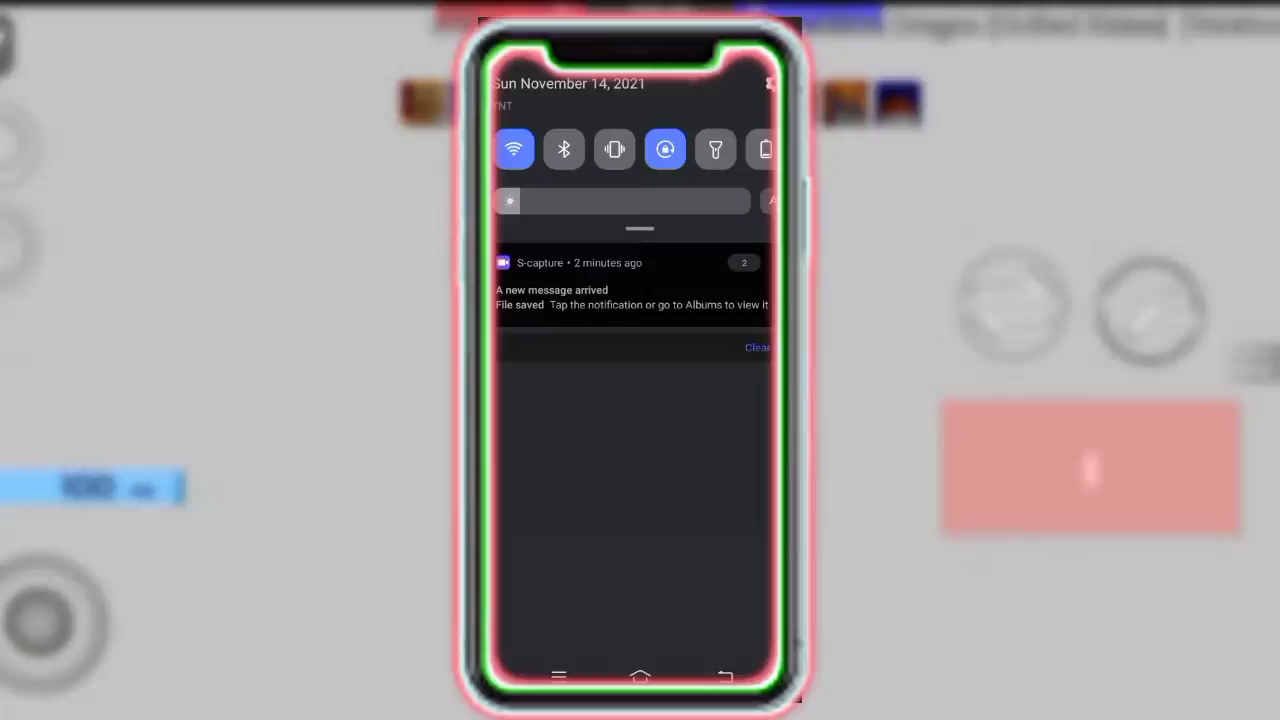 Sun November 14, 2021
TNT
S-capture • 2 minutes ago
2
A new message arrived
File saved Tap the notification or go to Albums to view it
Clear
100